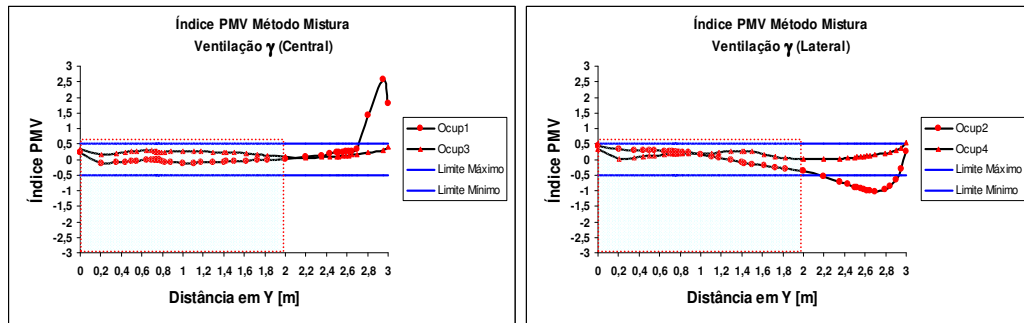 Índice PMV Método Mistura
Ventilação γ (Central)
Índice PMV
3
2,5
2
1,5
1
0,5
0
-0,5
-1
-1,5
-2
-2,5
-3
0 0,2 0,4 0,6 0,8 1 1,2 1,4 1,6 1,8 2 2,2 2,4 2,6 2,8 3
Distância em Y [m]
Ocup1
Ocup3
Limite Máximo
Limite Mínimo
Índice PMV Método Mistura
Ventilação γ (Lateral)
Índice PMV
3
2,5
2
1,5
1
0,5
0
-0,5
-1
-1,5
-2
-2,5
-3
0 0,2 0,4 0,6 0,8 1 1,2 1,4 1,6 1,8 2 2,2 2,4 2,6 2,8 3
Distância em Y [m]
Ocup2
Ocup4
Limite Máximo
Limite Mínimo